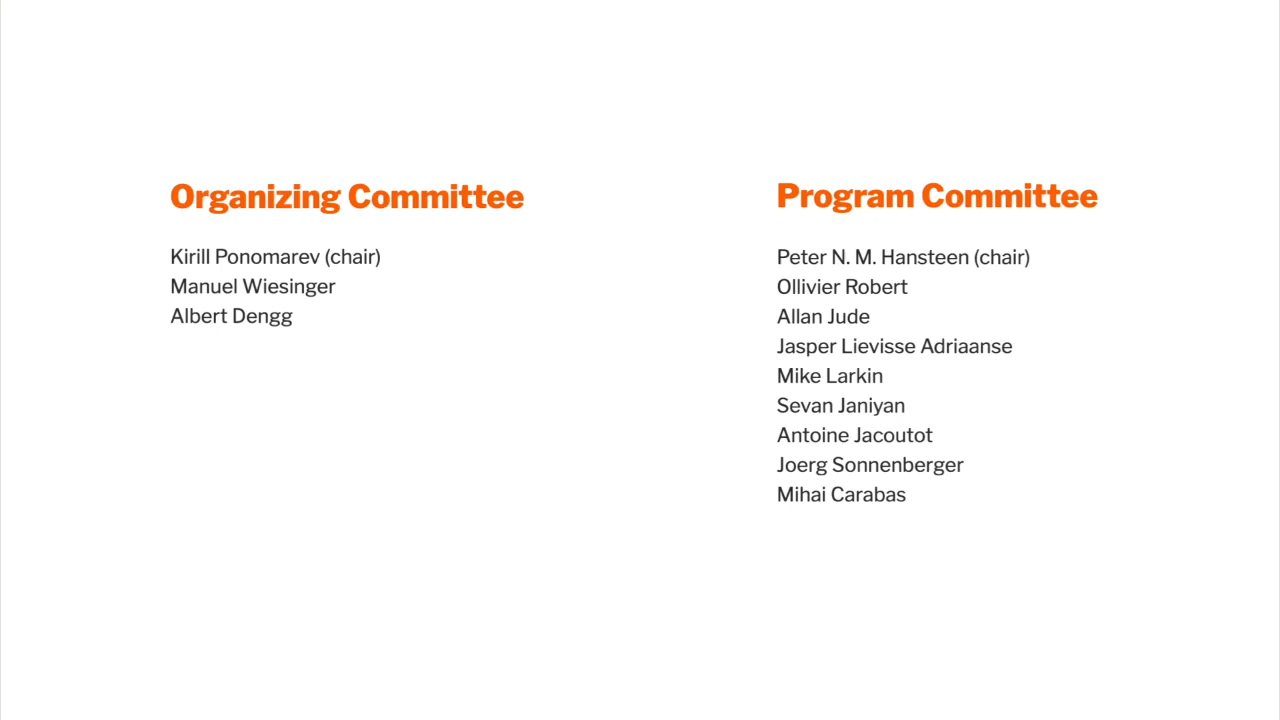 Organizing Committee
Kirill Ponomarev (chair)
Manuel Wiesinger
Albert Dengg
Program Committee
Peter N. M. Hansteen (chair)
Ollivier Robert
Allan Jude
Jasper Lievisse Adriaanse
Mike Larkin
Sevan Janiyan
Antoine Jacoutot
Joerg Sonnenberger
Mihai Carabas